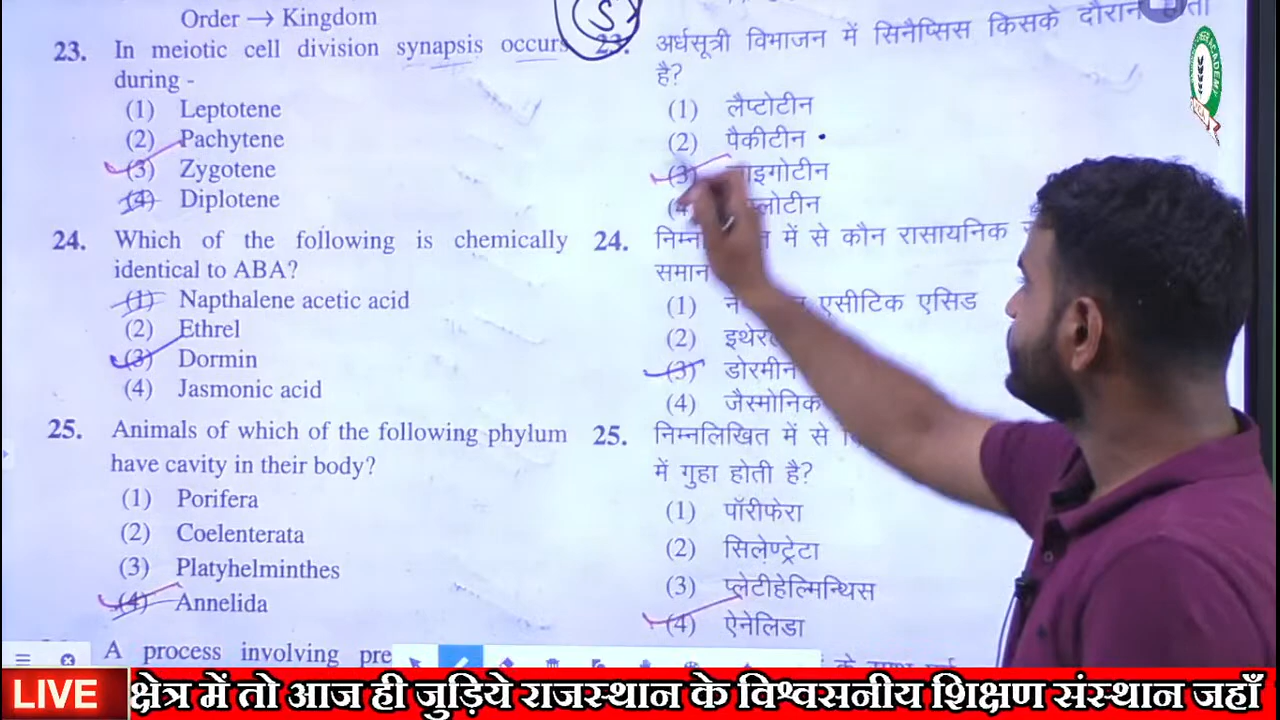 Order → Kingdom
23. In meiotic cell division synapsis occurs
during -
(1) Leptotene
(2) Pachytene
(3) Zygotene
(4) Diplotene
24. Which of the following is chemically
identical to ABA?
(1) Napthalene acetic acid
(2) Ethrel
(3) Dormin
(4) Jasmonic acid
25. Animals of which of the following phylum
have cavity in their body?
(1) Porifera
(2) Coelenterata
(3) Platyhelminthes
(4) Annelida
A process involving pre
23. अर्धसूत्री विभाजन में सिनैप्सिस किसके दौरान
है?
(1) लैप्टोटीन
(2) पैकीटीन
(3)
24. में से कौन रासायनिक
समान
(1) एसीटिक एसिड
(2)
(3) डोरमीन
(4) जैस्मोनिक
25. निम्नलिखित में से
में गुहा होती है?
(1) पॉरीफेरा
(2) सिलेण्ट्रेटा
(3) प्लेटीहेल्मिन्थिस
(4) ऐनेलिडा
LIVE क्षेत्र में तो आज ही जुड़िये राजस्थान के विश्वसनीय शिक्षण संस्थान जहाँ